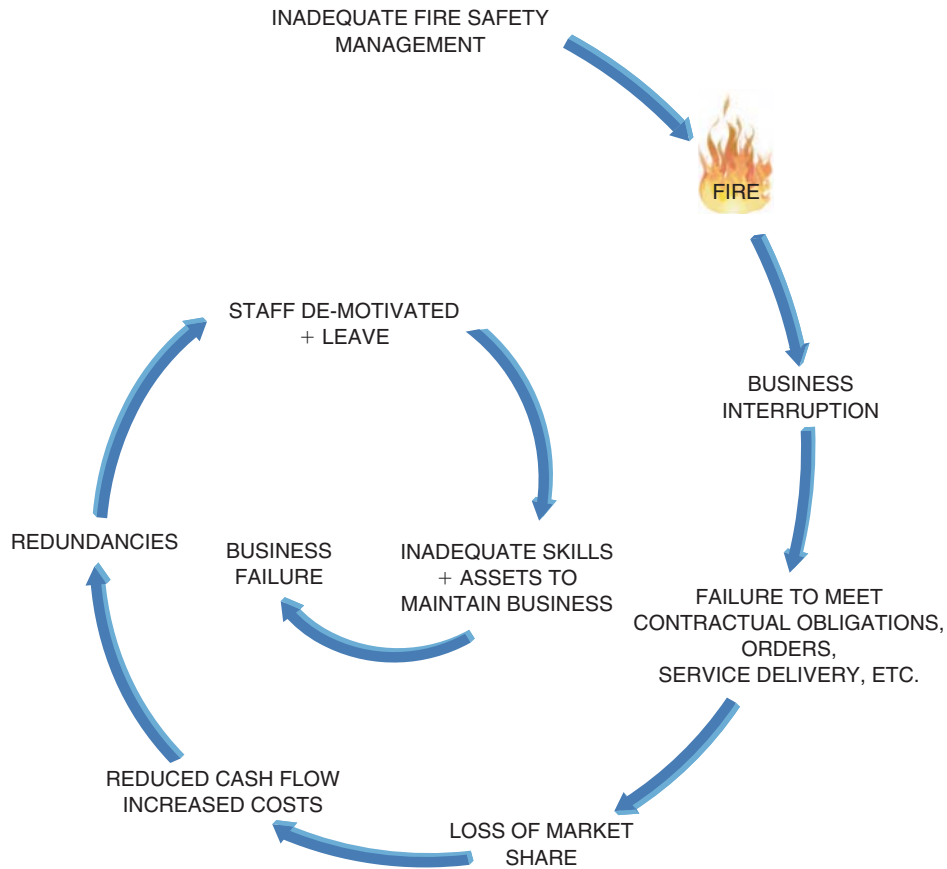 INADEQUATE FIRE SAFETY
MANAGEMENT
FIRE
BUSINESS
INTERRUPTION
FAILURE TO MEET
CONTRACTUAL OBLIGATIONS,
ORDERS,
SERVICE DELIVERY, ETC.
LOSS OF MARKET
SHARE
REDUCED CASH FLOW
INCREASED COSTS
REDUNDANCIES
STAFF DE-MOTIVATED
+ LEAVE
INADEQUATE SKILLS
+ ASSETS TO
MAINTAIN BUSINESS
BUSINESS
FAILURE